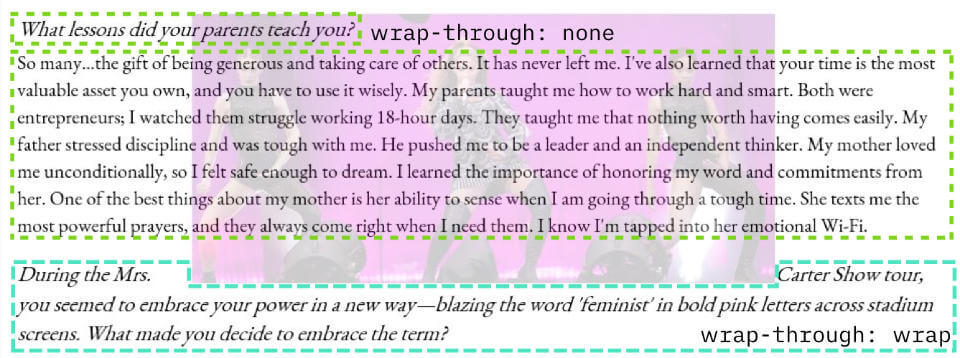 What lessons did your parents teach you?
wrap-through: none
So many...the gift of being generous and taking care of others. It has never left me. I've also learned that your time is the most
valuable asset you own, and you have to use it wisely. My parents taught me how to work hard and smart. Both were
entrepreneurs; I watched them struggle working 18-hour days. They taught me that nothing worth having comes easily. My
father stressed discipline and was tough with me. He pushed me to be a leader and an independent thinker. My mother loved
me unconditionally, so I felt safe enough to dream. I learned the importance of honoring my word and commitments from
her. One of the best things about my mother is her ability to sense when I am going through a tough time. She texts me the
most powerful prayers, and they always come right when I need them. I know I'm tapped into her emotional Wi-Fi.
During the Mrs. Carter Show tour,
you seemed to embrace your power in a new way—blazing the word 'feminist' in bold pink letters across stadium
screens. What made you decide to embrace the term?
wrap-through: wrap